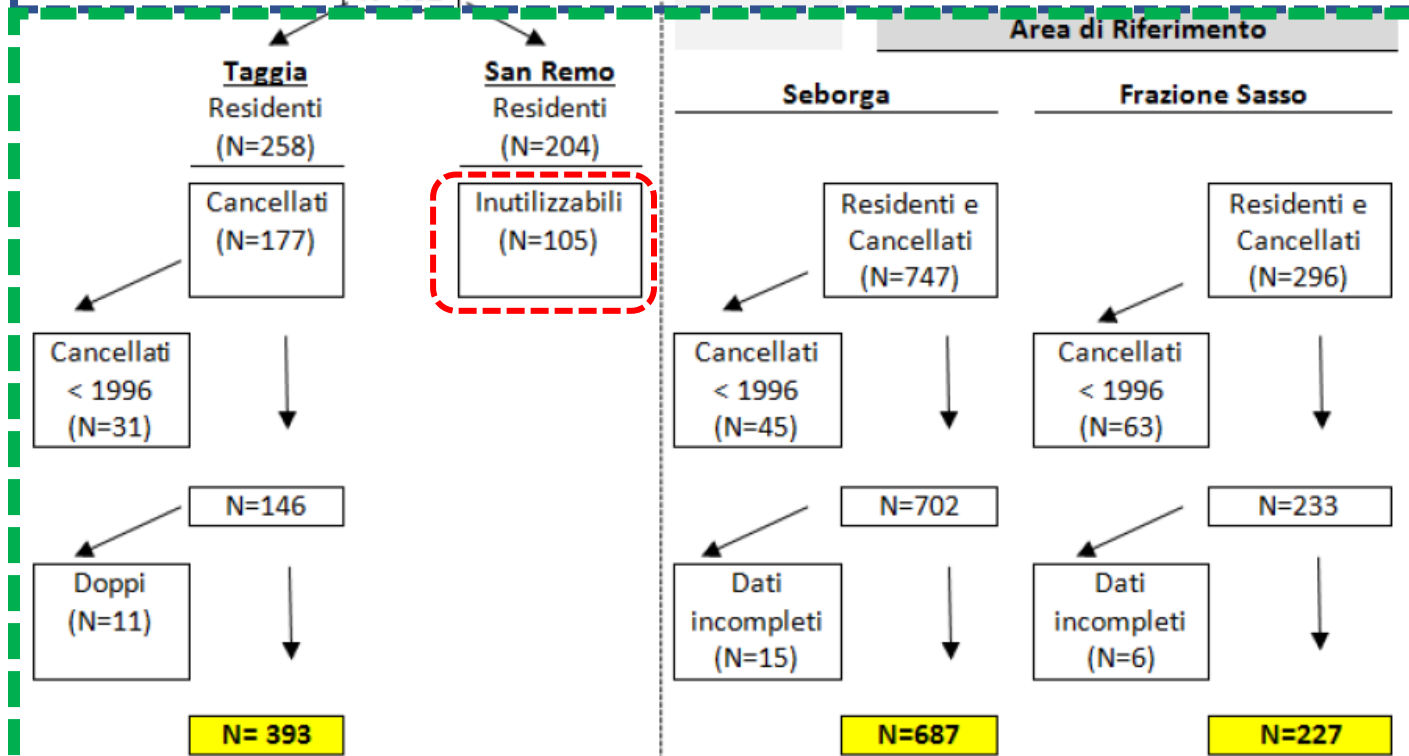 Area di Riferimento
Taggia
Residenti
(N=258)
San Remo
Residenti
(N=204)
Seborga
Frazione Sasso
Cancellati
(N=177)
Inutilizzabili
(N=105)
Residenti e
Cancellati
(N=747)
Residenti e
Cancellati
(N=296)
Cancellati
< 1996
(N=31)
Cancellati
< 1996
(N=45)
Cancellati
< 1996
(N=63)
N=146
N=702
N=233
Doppi
(N=11)
Dati
incompleti
(N=15)
Dati
incompleti
(N=6)
N= 393
N=687
N=227